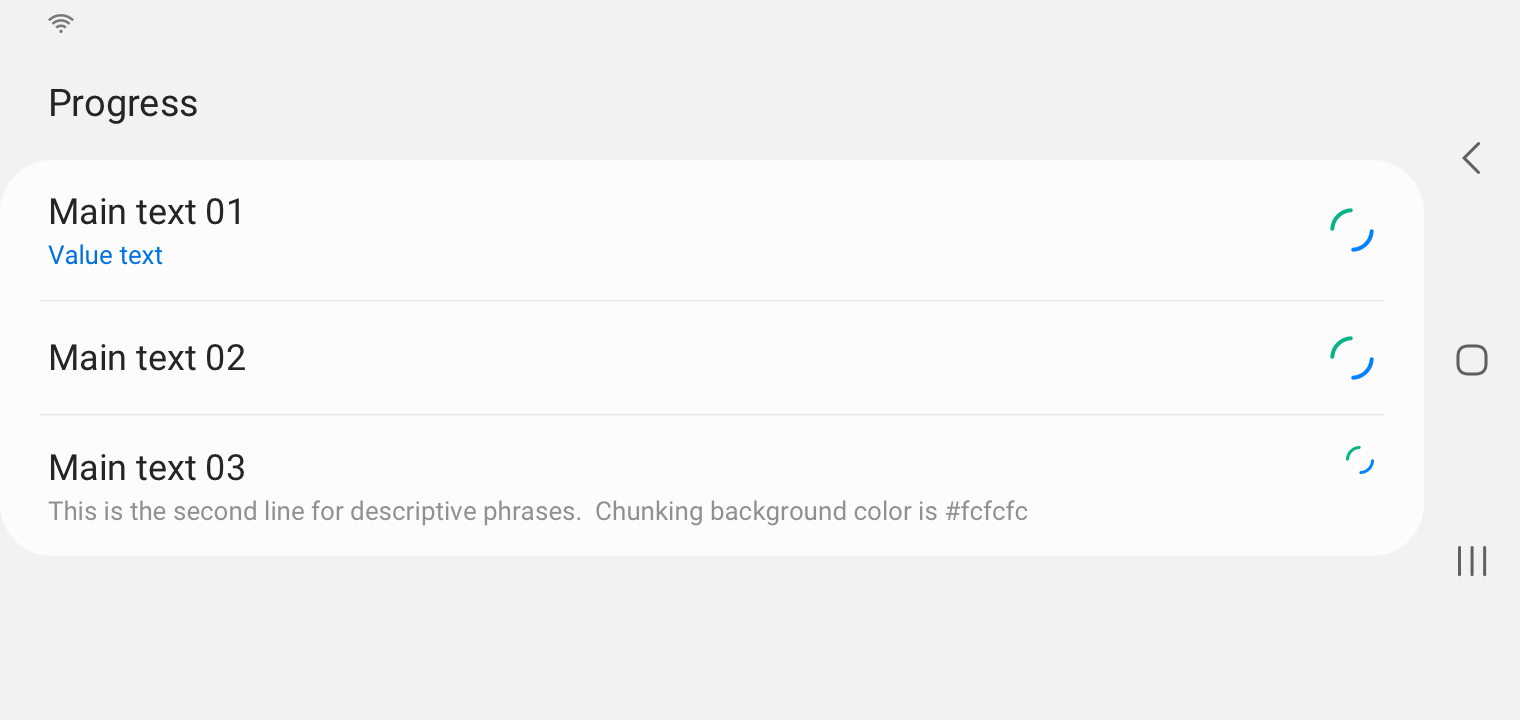 Progress
Main text 01
Value text
Main text 02
Main text 03
This is the second line for descriptive phrases.  Chunking background color is #fcfcfc